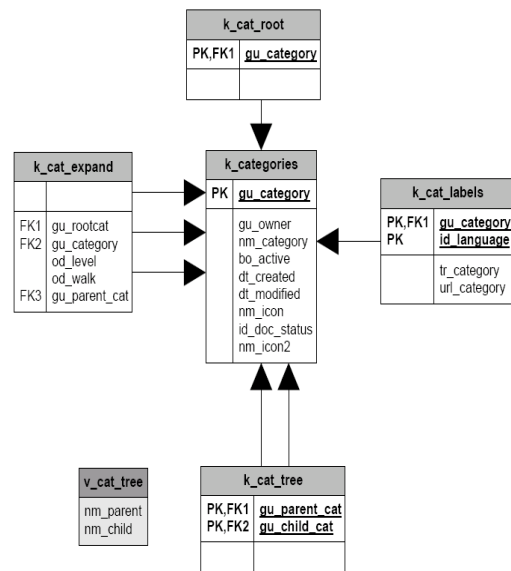 k_cat_root
PK,FK1 gu_category
k_cat_expand
FK1 gu_rootcat
FK2 gu_category
od_level
od_walk
FK3 gu_parent_cat
k_categories
PK gu_category
gu_owner
nm_category
bo_active
dt_created
dt_modified
nm_icon
id_doc_status
nm_icon2
k_cat_labels
PK,FK1 gu_category
PK id_language
tr_category
url_category
v_cat_tree
nm_parent
nm_child
k_cat_tree
PK,FK1 gu_parent_cat
PK,FK2 gu_child_cat